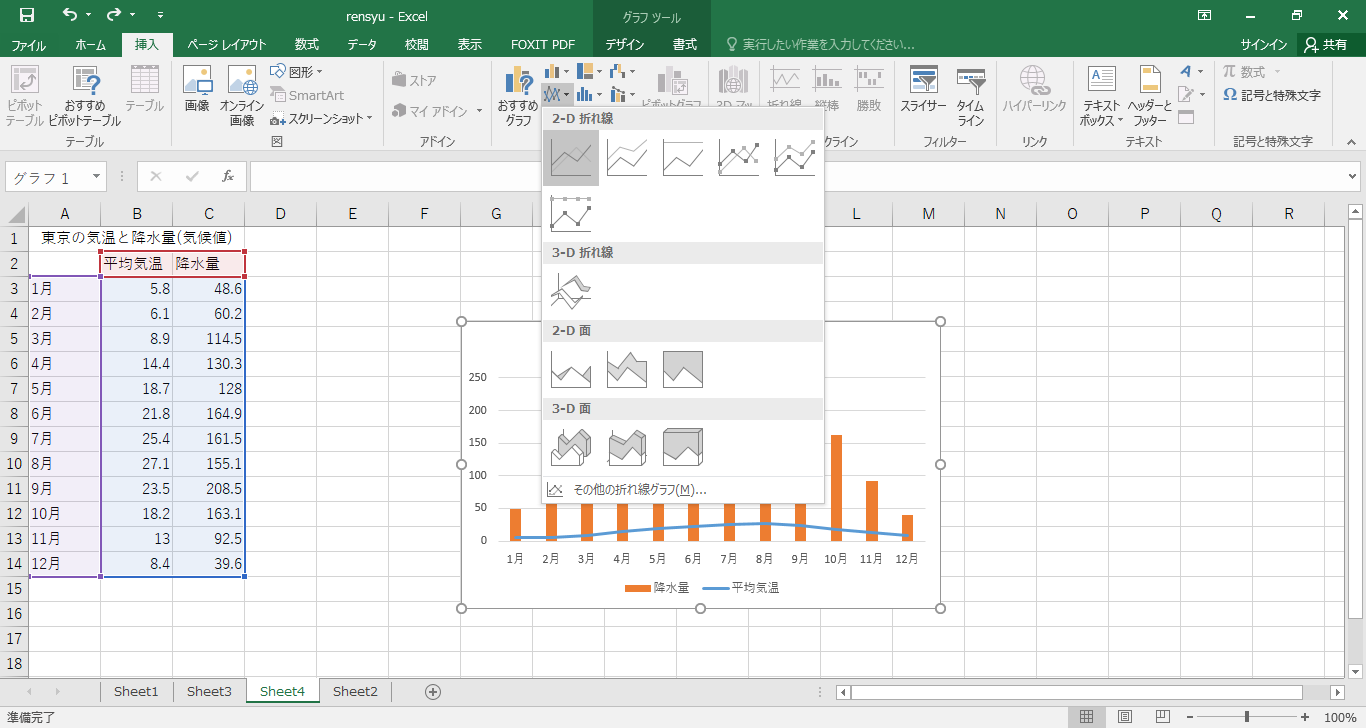 rensyu - Excel
グラフ ツール
ファイル ホーム 挿入 ページ レイアウト 数式 データ 校閲 表示 FOXIT PDF デザイン 書式 実行したい作業を入力してください... サインイン 共有
ピボット
テーブル
おすすめ
ピボットテーブル
テーブル
テーブル
画像
オンライン
画像
図形
SmartArt
スクリーンショット
図
ストア
マイ アドイン
アドイン
おすすめ
グラフ
折れ線 縦棒 勝敗
スライサー
タイム
ライン
フィルター
ハイパーリンク
リンク
テキスト
ボックス
ヘッダーと
フッター
テキスト
π 数式
Ω 記号と特殊文字
記号と特殊文字
グラフ 1
fx
2-D 折れ線
3-D 折れ線
2-D 面
3-D 面
その他の折れ線グラフ(M)...
A B C D E F G L M N O P Q R
1 東京の気温と降水量(気候値)
2 平均気温 降水量
3 1月 5.8 48.6
4 2月 6.1 60.2
5 3月 8.9 114.5
6 4月 14.4 130.3
7 5月 18.7 128
8 6月 21.8 164.9
9 7月 25.4 161.5
10 8月 27.1 155.1
11 9月 23.5 208.5
12 10月 18.2 163.1
13 11月 13 92.5
14 12月 8.4 39.6
15
16
17
18
250
200
150
100
50
0
1月 2月 3月 4月 5月 6月 7月 8月 9月 10月 11月 12月
降水量 平均気温
Sheet1 Sheet3 Sheet4 Sheet2
準備完了
100%